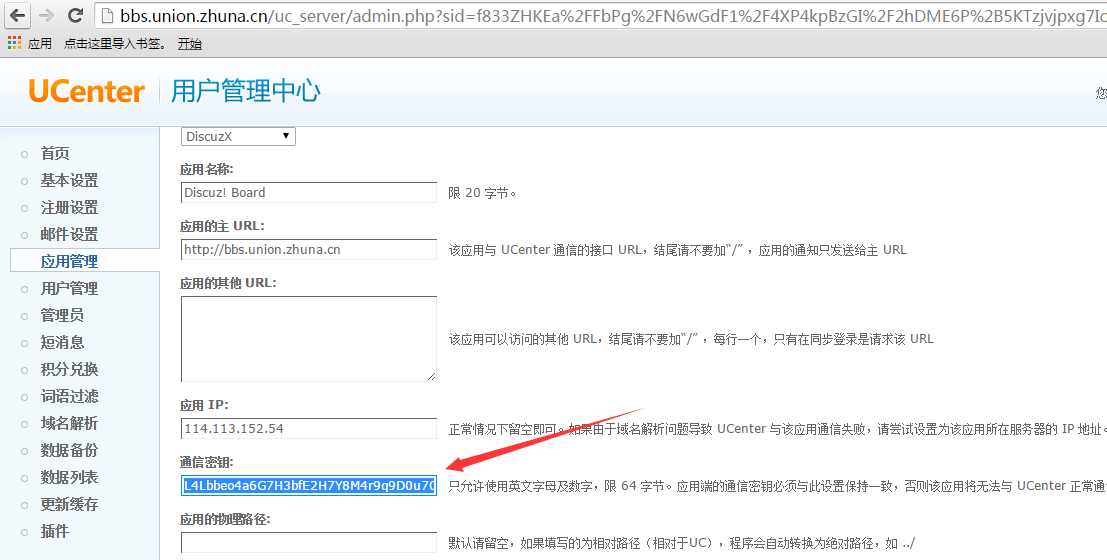 bbs.union.zhuna.cn/uc_server/admin.php?sid=f833ZHKEa%2FFbPg%2FN6wGdF1%2F4XP4kpBzGI%2F2hDME6P%2B5KTzjvjpxg7Io
应用 点击这里导入书签。 开始
UCenter 用户管理中心
您
DiscuzX
首页
应用名称:
基本设置
Discuz! Board 限 20 字节。
注册设置
应用的主 URL:
邮件设置
http://bbs.union.zhuna.cn 该应用与 UCenter 通信的接口 URL，结尾请不要加“/” ，应用的通知只发送给主 URL
应用管理
应用的其他 URL:
用户管理
管理员
短消息
该应用可以访问的其他 URL，结尾请不要加“/” ，每行一个，只有在同步登录是请求该 URL
积分兑换
词语过滤
应用 IP:
域名解析
114.113.152.54 正常情况下留空即可。如果由于域名解析问题导致 UCenter 与该应用通信失败，请尝试设置为该应用所在服务器的 IP 地址。
数据备份
通信密钥:
数据列表
L4Lbbeo4a6G7H3bfE2H7Y8M4r9q9D0u70 只允许使用英文字母及数字，限 64 字节。应用端的通信密钥必须与此设置保持一致，否则该应用将无法与 UCenter 正常通
更新缓存
应用的物理路径:
插件
默认请留空，如果填写的为相对路径（相对于UC），程序会自动转换为绝对路径，如 ../